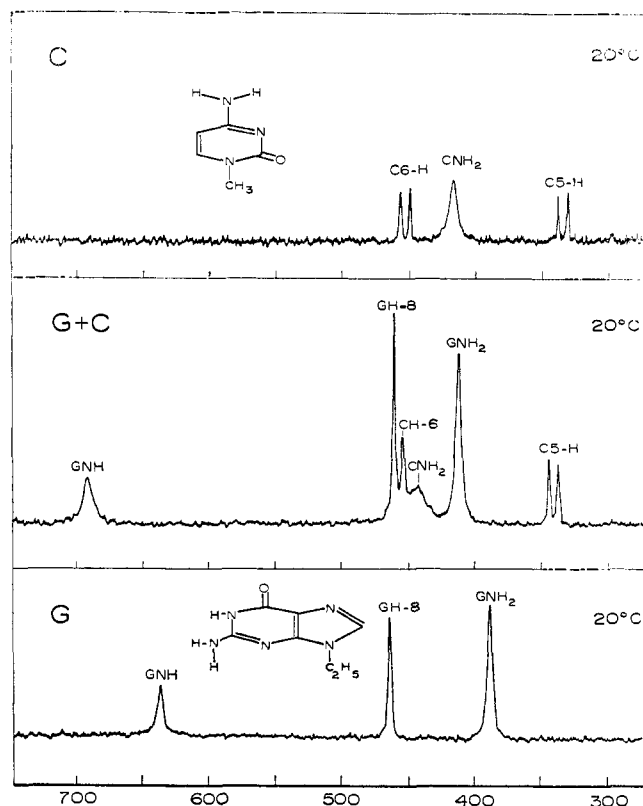 C 20°C
H H
N
N
N O
CH₃
C6-H CNH₂ C5-H
G+C 20°C
GNH GH-8 CH-6 CNH₂ GNH₂ C5-H
G 20°C
O
H-N N
H-N N N
H C₂H₅
GNH GH-8 GNH₂
700 600 500 400 300